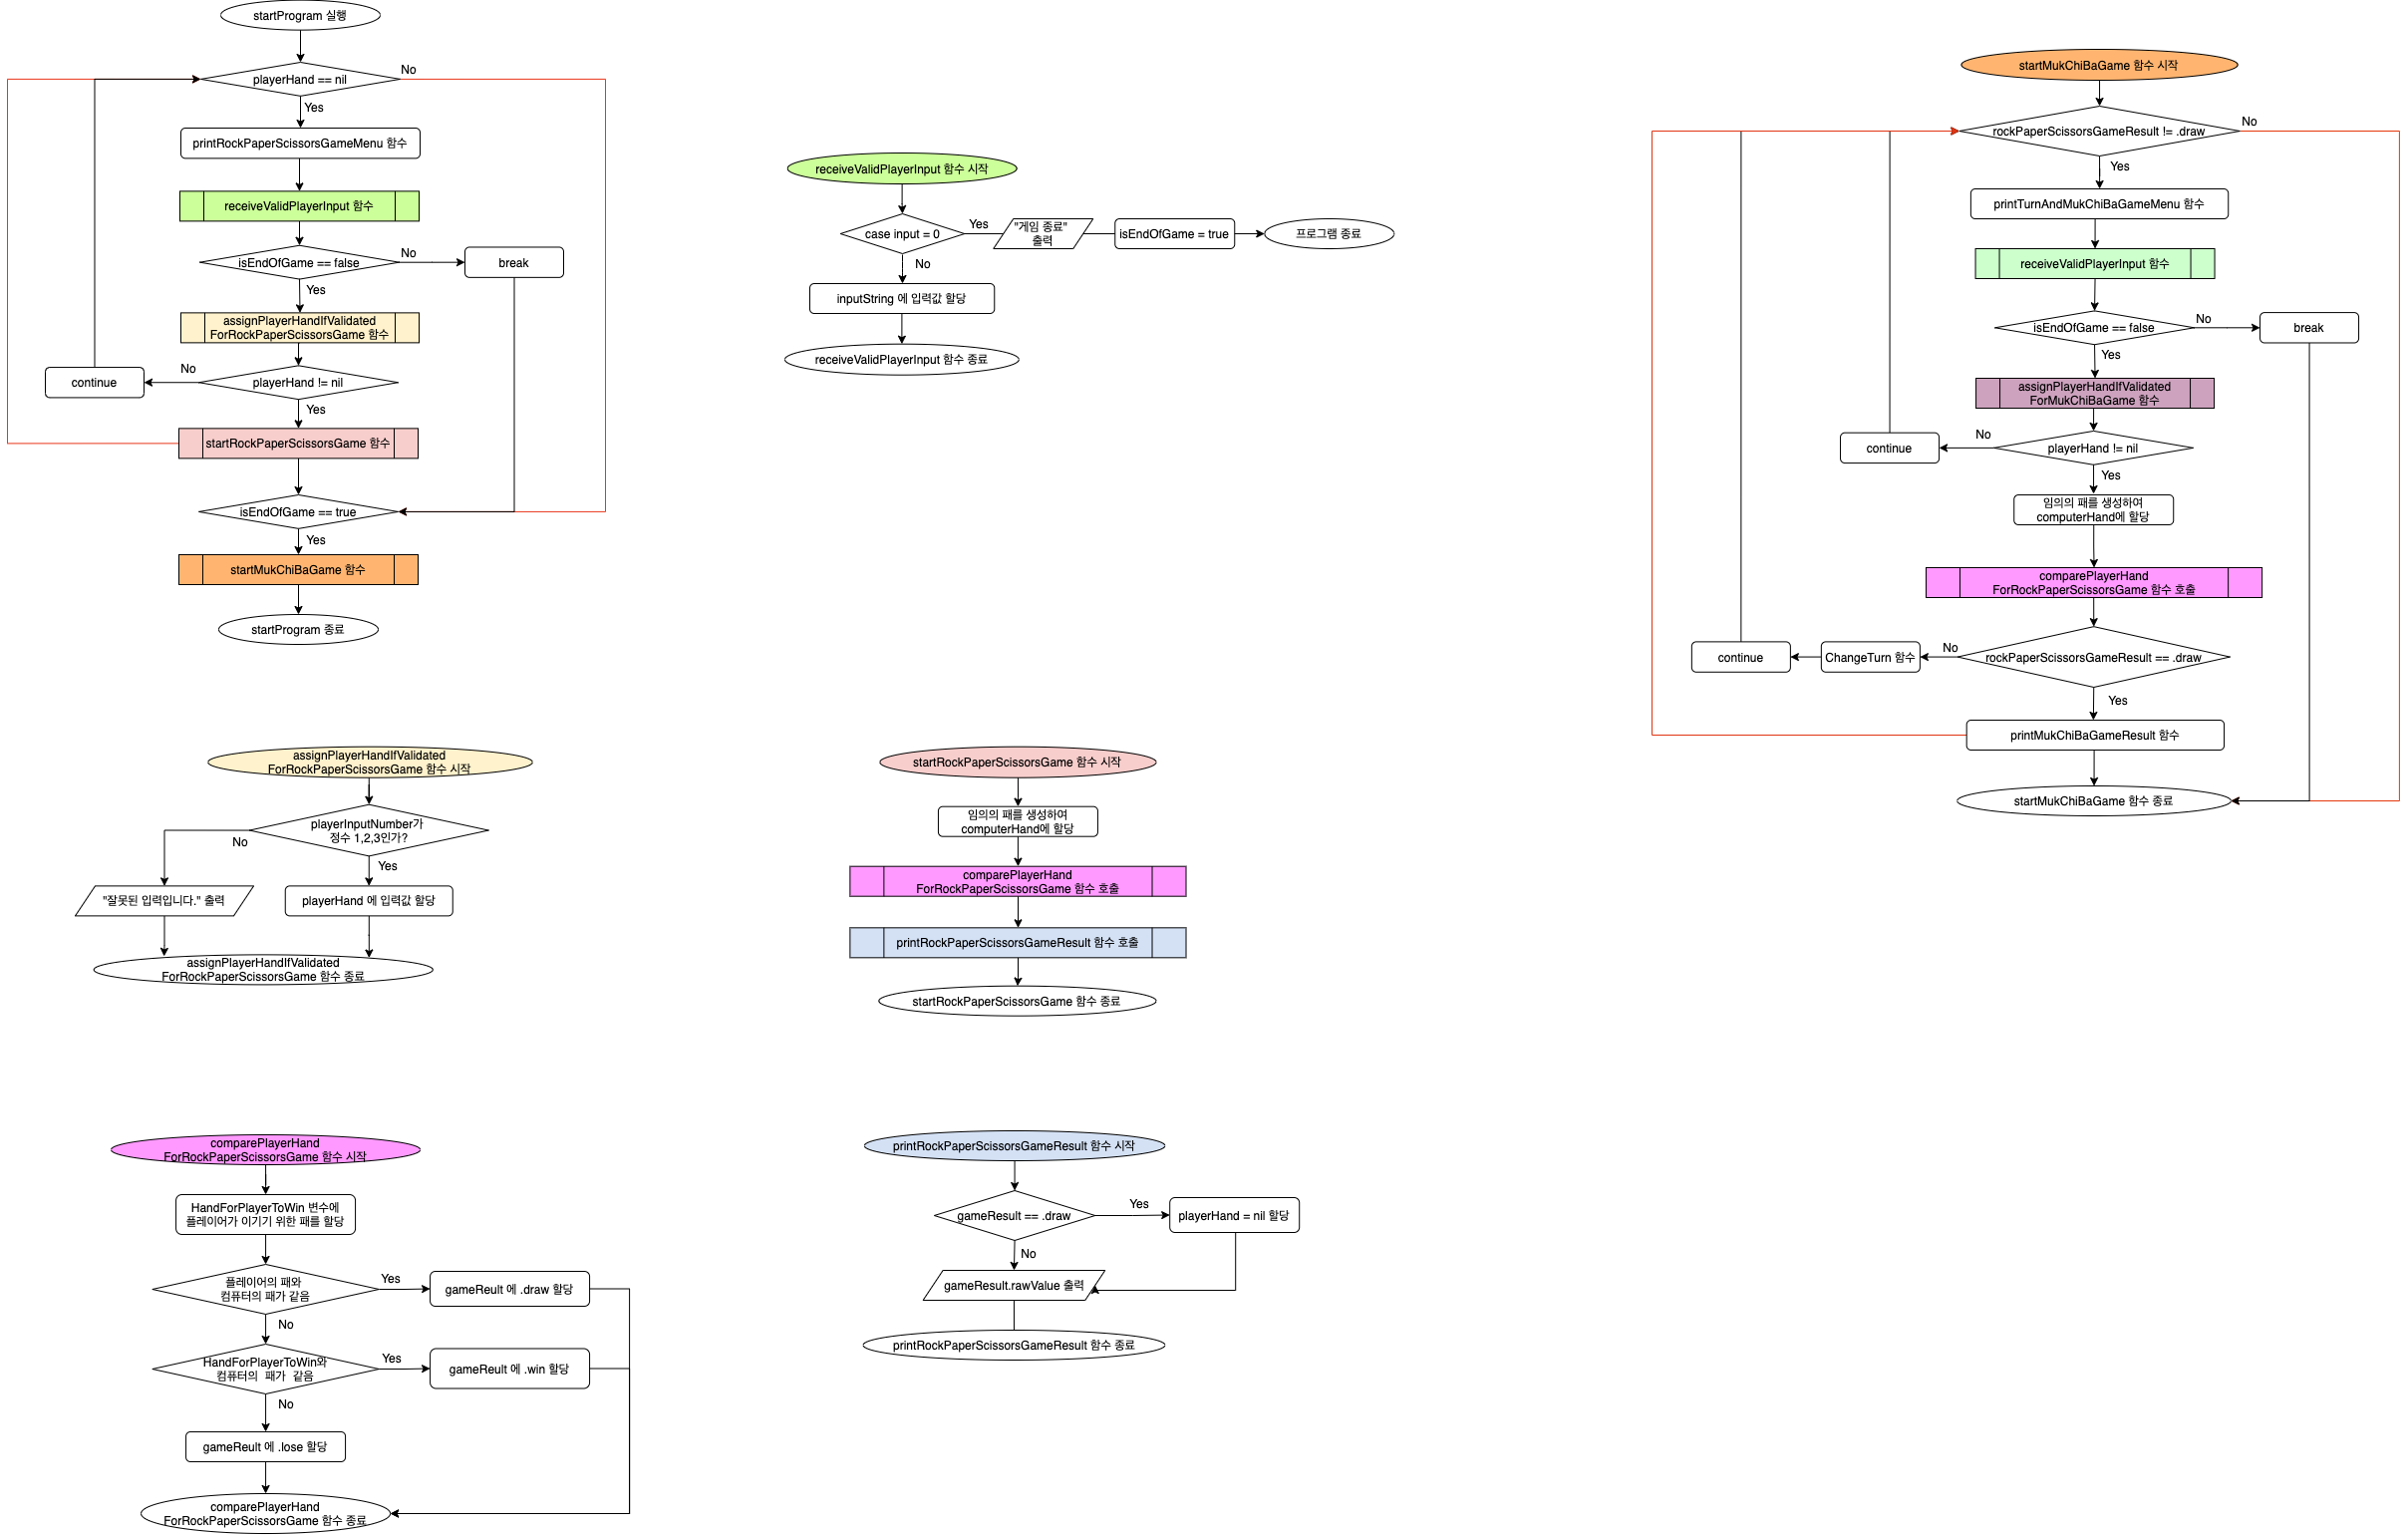 startProgram 실행
playerHand == nil
No
Yes
printRockPaperScissorsGameMenu 함수
receiveValidPlayerInput 함수
isEndOfGame == false
No
break
Yes
assignPlayerHandIfValidated
ForRockPaperScissorsGame 함수
playerHand != nil
No
continue
Yes
startRockPaperScissorsGame 함수
isEndOfGame == true
Yes
startMukChiBaGame 함수
startProgram 종료
receiveValidPlayerInput 함수 시작
case input = 0
Yes
"게임 종료"
출력
isEndOfGame = true
프로그램 종료
No
inputString 에 입력값 할당
receiveValidPlayerInput 함수 종료
startMukChiBaGame 함수 시작
rockPaperScissorsGameResult != .draw
No
Yes
printTurnAndMukChiBaGameMenu 함수
receiveValidPlayerInput 함수
isEndOfGame == false
No
break
Yes
assignPlayerHandIfValidated
ForMukChiBaGame 함수
playerHand != nil
No
continue
Yes
임의의 패를 생성하여
computerHand에 할당
comparePlayerHand
ForRockPaperScissorsGame 함수 호출
rockPaperScissorsGameResult == .draw
No
ChangeTurn 함수
continue
Yes
printMukChiBaGameResult 함수
startMukChiBaGame 함수 종료
assignPlayerHandIfValidated
ForRockPaperScissorsGame 함수 시작
playerInputNumber가
정수 1,2,3인가?
No
Yes
"잘못된 입력입니다." 출력
playerHand 에 입력값 할당
assignPlayerHandIfValidated
ForRockPaperScissorsGame 함수 종료
startRockPaperScissorsGame 함수 시작
임의의 패를 생성하여
computerHand에 할당
comparePlayerHand
ForRockPaperScissorsGame 함수 호출
printRockPaperScissorsGameResult 함수 호출
startRockPaperScissorsGame 함수 종료
comparePlayerHand
ForRockPaperScissorsGame 함수 시작
HandForPlayerToWin 변수에
플레이어가 이기기 위한 패를 할당
플레이어의 패와
컴퓨터의 패가 같음
Yes
gameReult 에 .draw 할당
No
HandForPlayerToWin와
컴퓨터의 패가 같음
Yes
gameReult 에 .win 할당
No
gameReult 에 .lose 할당
comparePlayerHand
ForRockPaperScissorsGame 함수 종료
printRockPaperScissorsGameResult 함수 시작
gameResult == .draw
Yes
playerHand = nil 할당
No
gameResult.rawValue 출력
printRockPaperScissorsGameResult 함수 종료